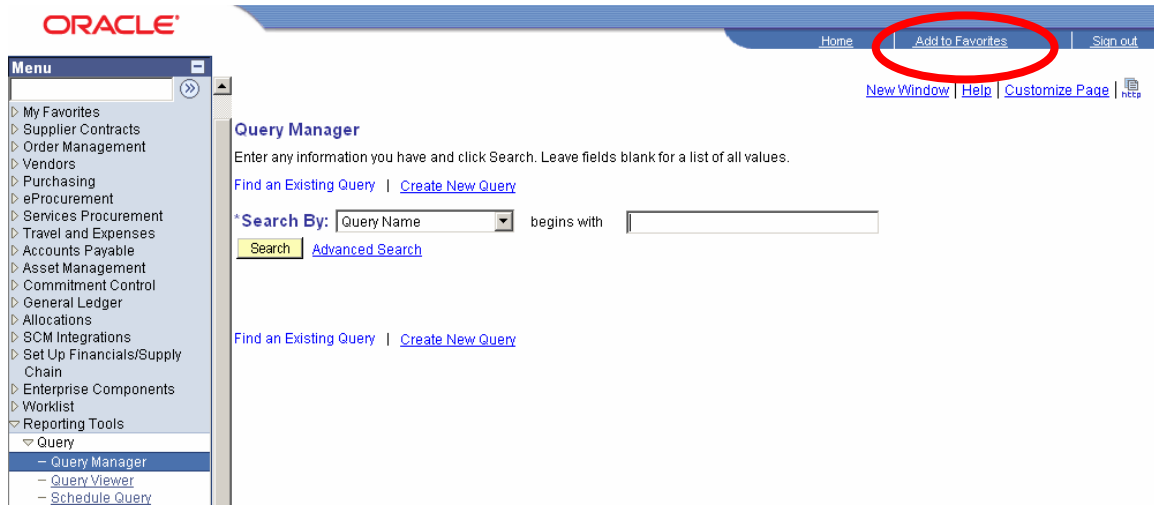 ORACLE
Home
Add to Favorites
Sign out
Menu
New Window | Help | Customize Page | http
My Favorites
Supplier Contracts
Order Management
Vendors
Purchasing
eProcurement
Services Procurement
Travel and Expenses
Accounts Payable
Asset Management
Commitment Control
General Ledger
Allocations
SCM Integrations
Set Up Financials/Supply
Chain
Enterprise Components
Worklist
Reporting Tools
Query
– Query Manager
– Query Viewer
– Schedule Query
Query Manager
Enter any information you have and click Search. Leave fields blank for a list of all values.
Find an Existing Query | Create New Query
*Search By: Query Name begins with
Search Advanced Search
Find an Existing Query | Create New Query